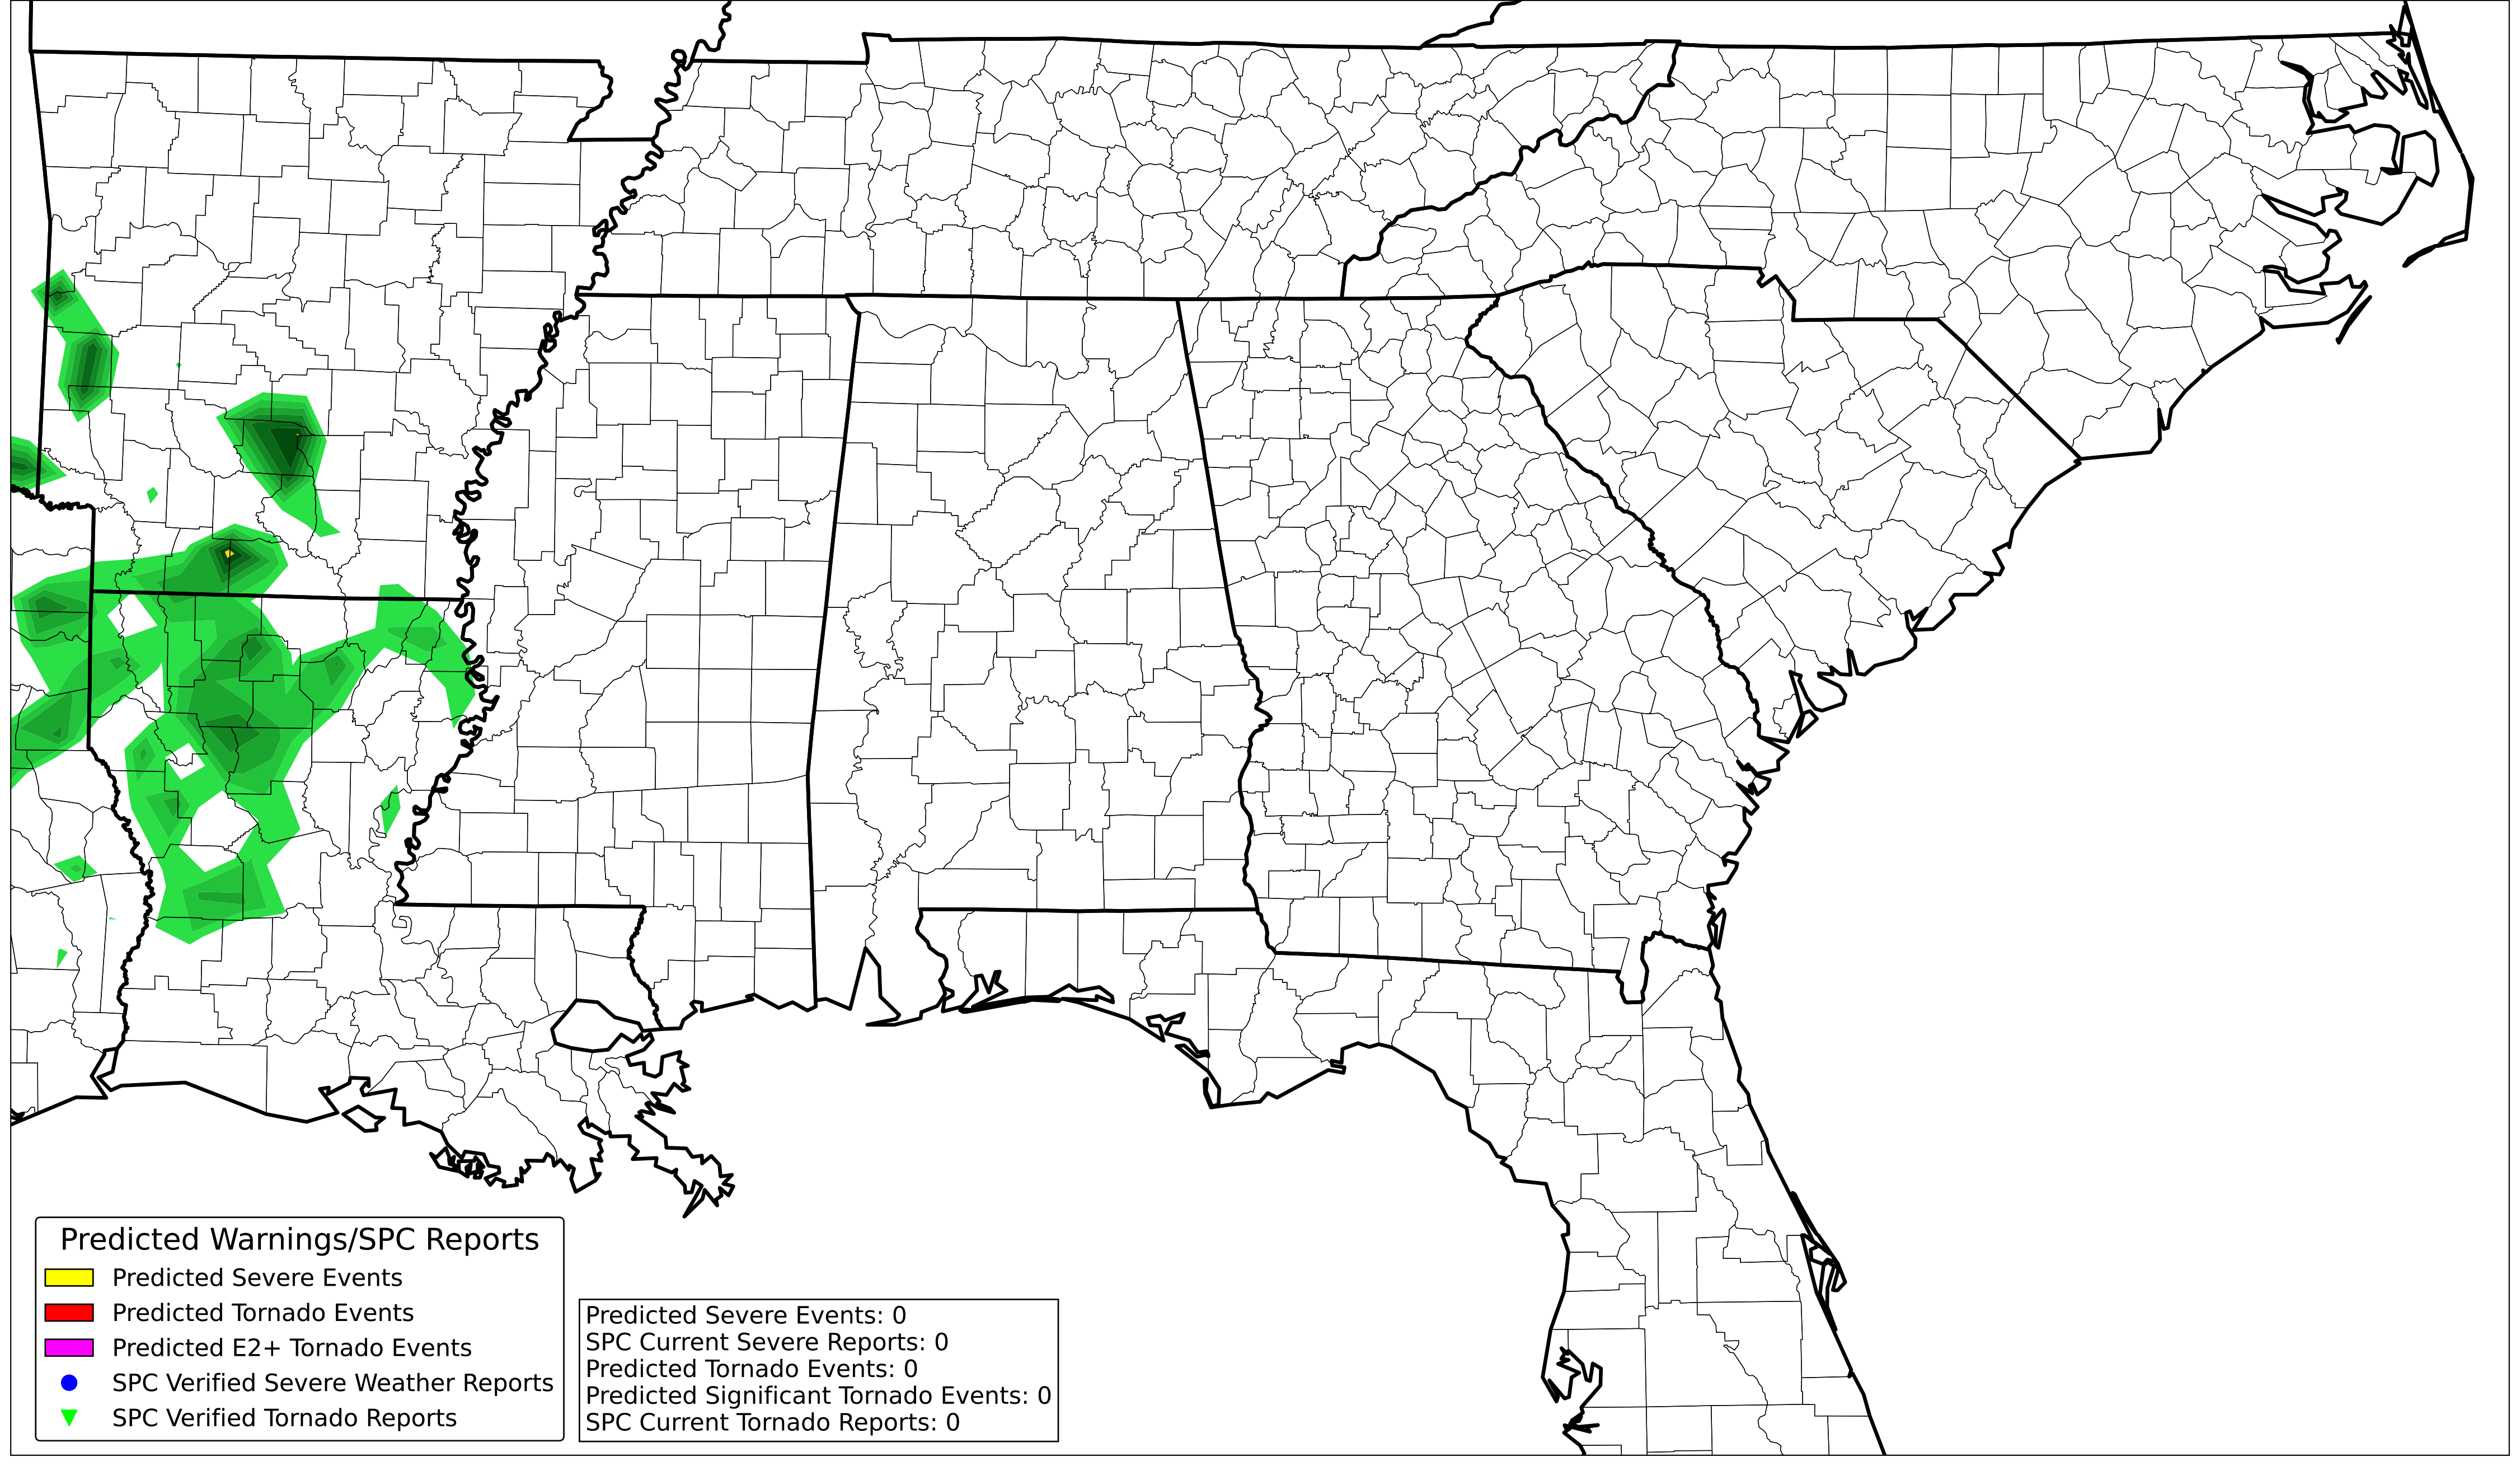 Predicted Warnings/SPC Reports
Predicted Severe Events
Predicted Tornado Events
Predicted E2+ Tornado Events
SPC Verified Severe Weather Reports
SPC Verified Tornado Reports
Predicted Severe Events: 0
SPC Current Severe Reports: 0
Predicted Tornado Events: 0
Predicted Significant Tornado Events: 0
SPC Current Tornado Reports: 0